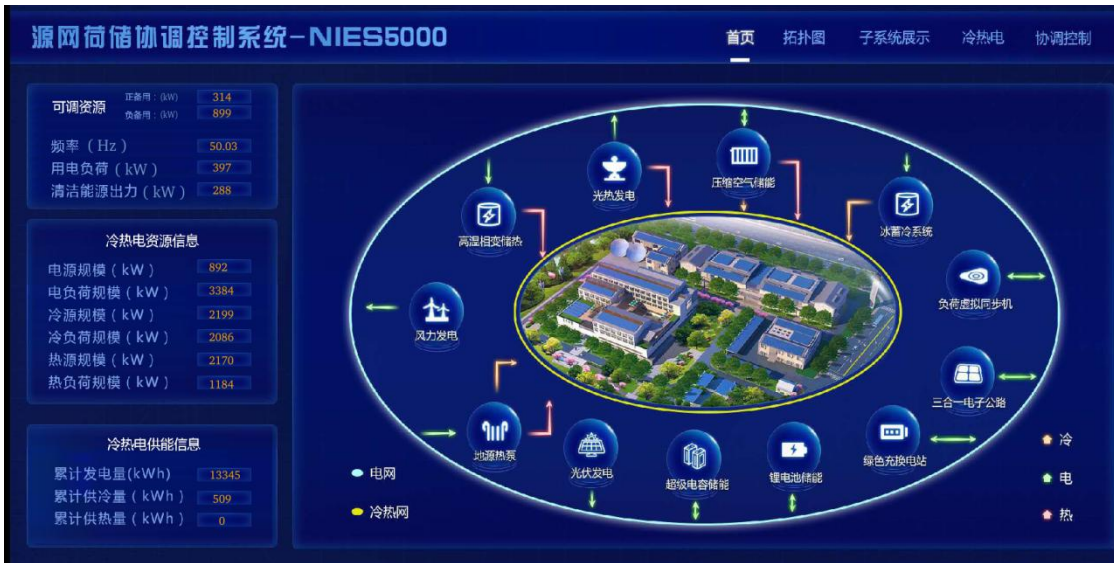 源网荷储协调控制系统-NIES5000
首页 拓扑图 子系统展示 冷热电 协调控制
可调资源
正备用：(kW) 314
负备用：(kW) 899
频率（Hz） 50.03
用电负荷（kW） 397
清洁能源出力（kW） 288
冷热电资源信息
电源规模（kW） 892
电负荷规模（kW） 3384
冷源规模（kW） 2199
冷负荷规模（kW） 2086
热源规模（kW） 2170
热负荷规模（kW） 1184
冷热电供能信息
累计发电量(kWh) 13345
累计供冷量（kWh） 509
累计供热量（kWh） 0
光热发电
压缩空气储能
高温相变储热
冰蓄冷系统
负荷虚拟同步机
风力发电
三合一电子公路
地源热泵
光伏发电
超级电容储能
锂电池储能
绿色充换电站
电网
冷热网
冷
电
热